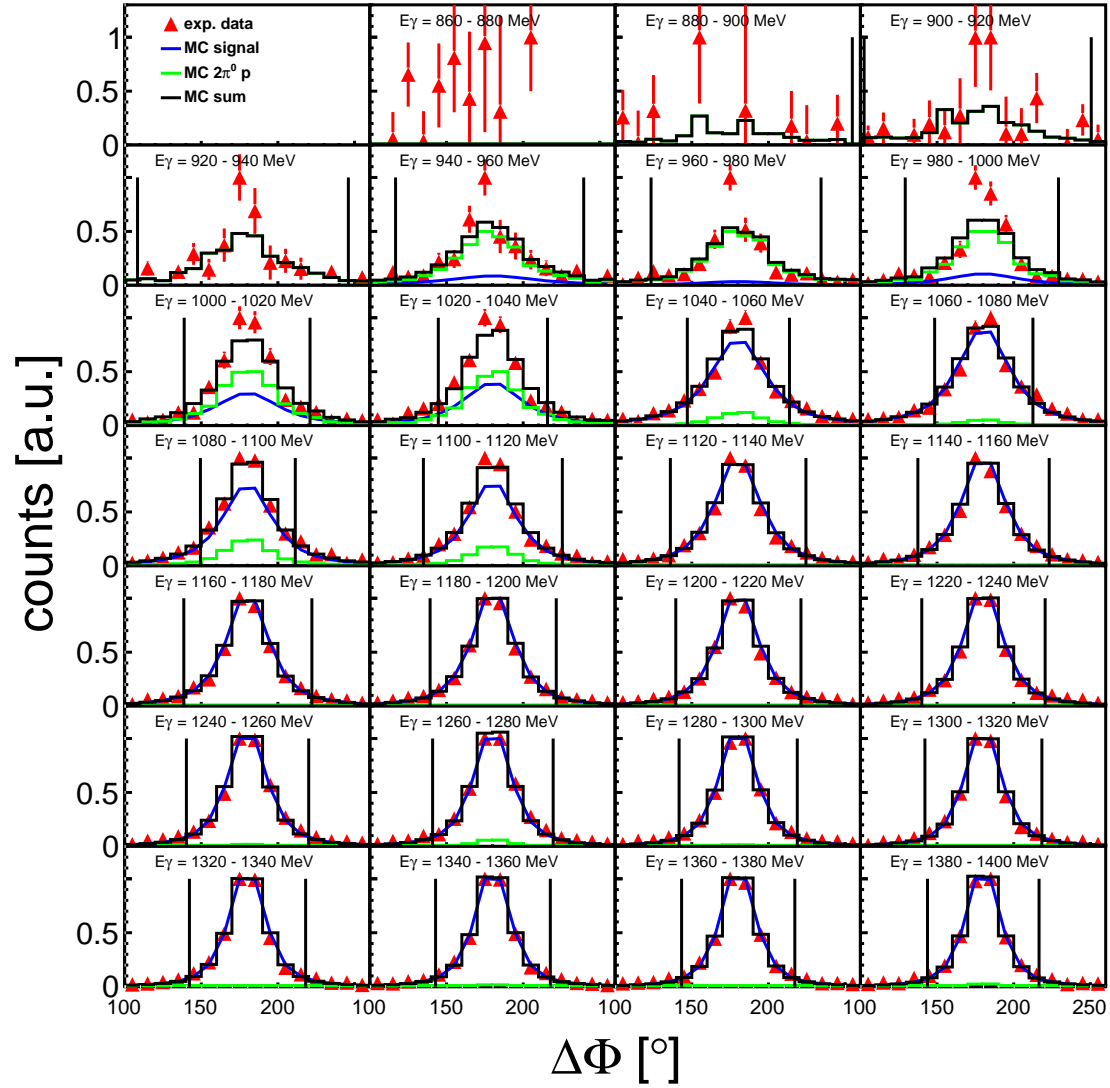 exp. data
MC signal
MC 2π⁰ p
MC sum
Eγ = 860 - 880 MeV
Eγ = 880 - 900 MeV
Eγ = 900 - 920 MeV
1
0.5
0
Eγ = 920 - 940 MeV
Eγ = 940 - 960 MeV
Eγ = 960 - 980 MeV
Eγ = 980 - 1000 MeV
1
0.5
0
Eγ = 1000 - 1020 MeV
Eγ = 1020 - 1040 MeV
Eγ = 1040 - 1060 MeV
Eγ = 1060 - 1080 MeV
1
0.5
0
Eγ = 1080 - 1100 MeV
Eγ = 1100 - 1120 MeV
Eγ = 1120 - 1140 MeV
Eγ = 1140 - 1160 MeV
1
0.5
0
Eγ = 1160 - 1180 MeV
Eγ = 1180 - 1200 MeV
Eγ = 1200 - 1220 MeV
Eγ = 1220 - 1240 MeV
1
0.5
0
Eγ = 1240 - 1260 MeV
Eγ = 1260 - 1280 MeV
Eγ = 1280 - 1300 MeV
Eγ = 1300 - 1320 MeV
1
0.5
0
Eγ = 1320 - 1340 MeV
Eγ = 1340 - 1360 MeV
Eγ = 1360 - 1380 MeV
Eγ = 1380 - 1400 MeV
1
0.5
0
100 150 200 100 150 200 100 150 200 100 150 200 250
counts [a.u.]
ΔΦ [°]